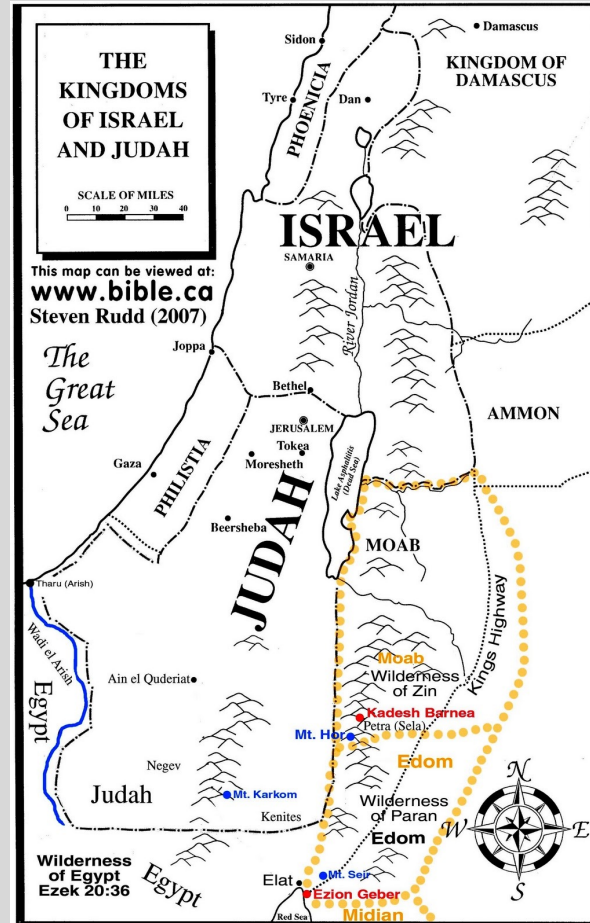 THE
KINGDOMS
OF ISRAEL
AND JUDAH
SCALE OF MILES
0 10 20 30 40
This map can be viewed at:
www.bible.ca
Steven Rudd (2007)
Damascus
KINGDOM OF
DAMASCUS
Sidon
Tyre
Dan
PHOENICIA
ISRAEL
SAMARIA
River Jordan
Joppa
The
Great
Sea
Bethel
JERUSALEM
Tokea
Moresheth
AMMON
Gaza
PHILISTIA
Lake Asphaltitis
(Dead Sea)
Beersheba
JUDAH
MOAB
Kings Highway
Tharu (Arish)
Wadi el Arish
Egypt
Ain el Quderiat
Moab
Wilderness
of Zin
Kadesh Barnea
Petra (Sela)
Mt. Hor
Edom
Negev
Judah
Mt. Karkom
Kenites
Wilderness
of Paran
Edom
N
W
E
S
Wilderness
of Egypt
Ezek 20:36
Egypt
Elat
Mt. Seir
Ezion Geber
Red Sea
Midian